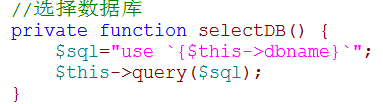 //选择数据库
private function selectDB() {
    $sql="use `{$this->dbname}`";
    $this->query($sql);
}